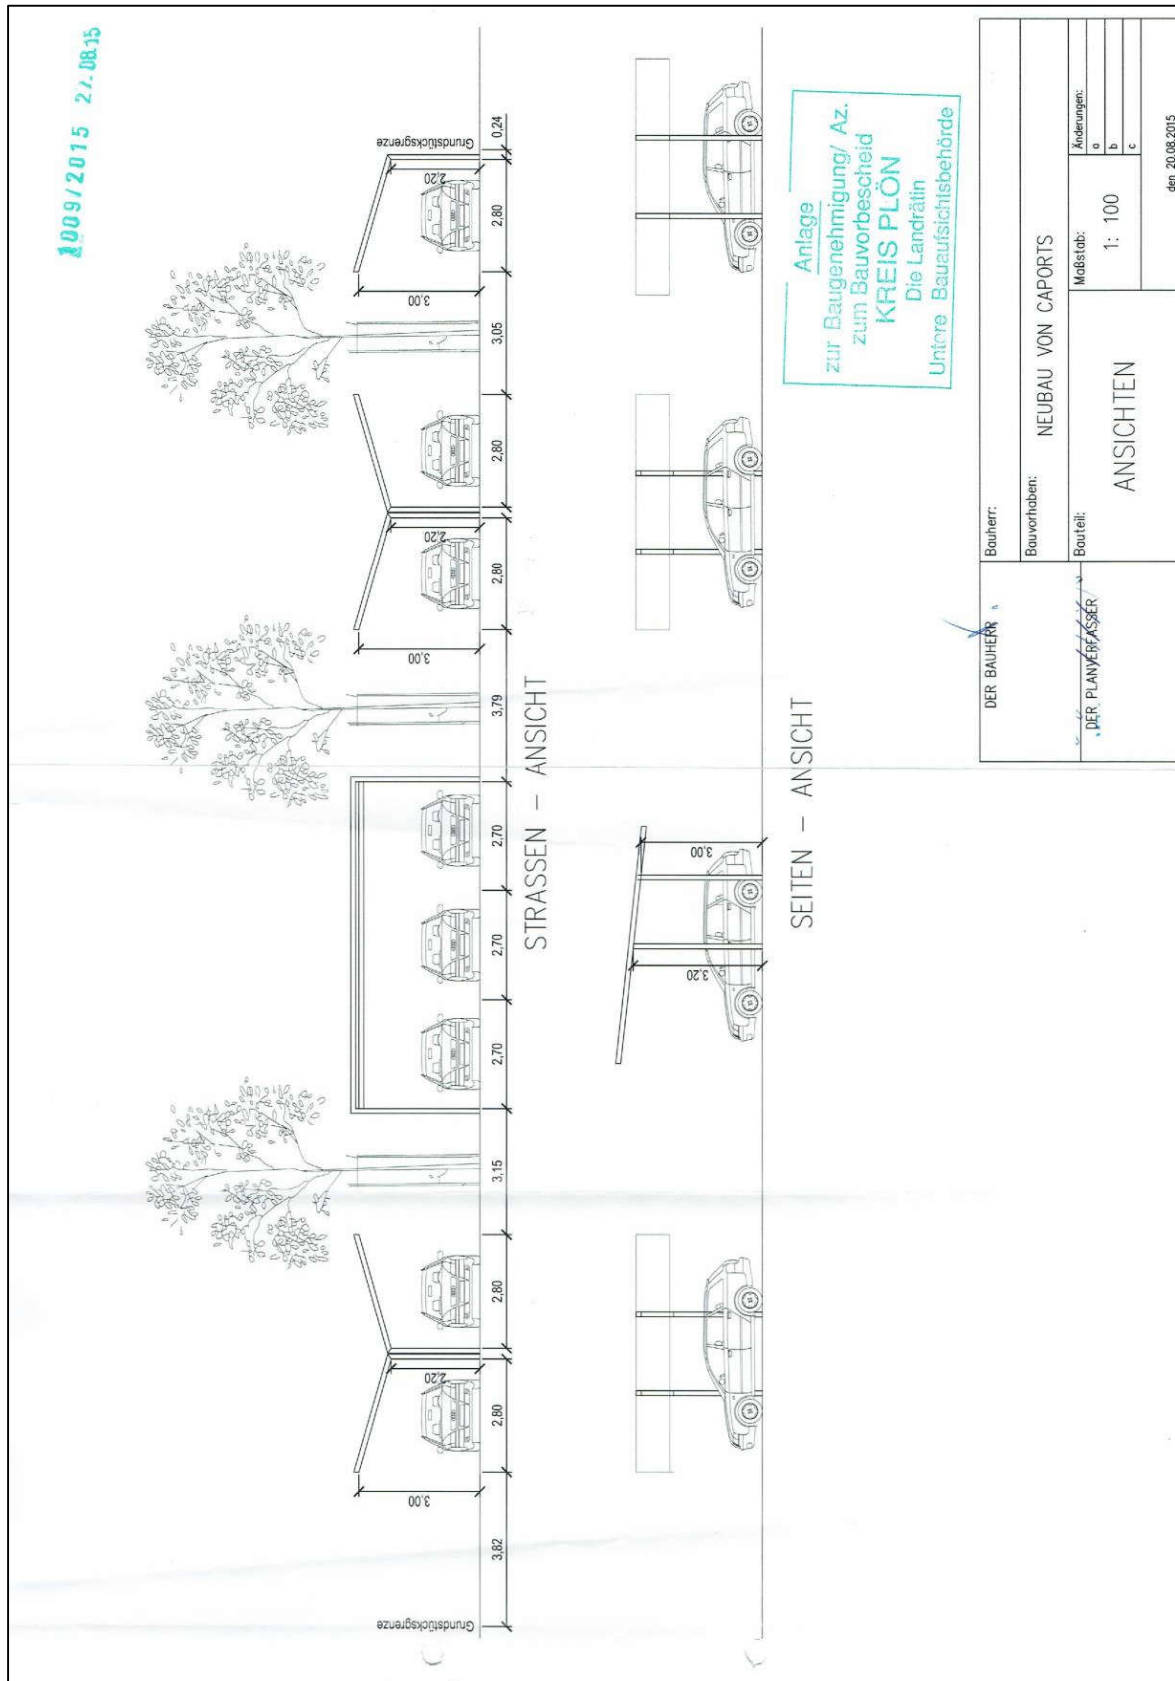 1009/2015 27.08.15
Grundstücksgrenze
Grundstücksgrenze
3,00
2,20
3,00
2,20
3,00
2,20
3,82
2,80
2,80
3,15
2,70
2,70
2,70
3,79
2,80
2,80
3,05
2,80
0,24
STRASSEN – ANSICHT
3,20
3,00
SEITEN – ANSICHT
Anlage
zur Baugenehmigung/ Az.
zum Bauvorbescheid
KREIS PLÖN
Die Landrätin
Untere Bauaufsichtsbehörde
DER BAUHERR
DER PLANVERFASSER
Bauherr:
Bauvorhaben:
NEUBAU VON CAPORTS
Bauteil:
ANSICHTEN
Maßstab:
1: 100
Änderungen:
a
b
c
den 20.08.2015